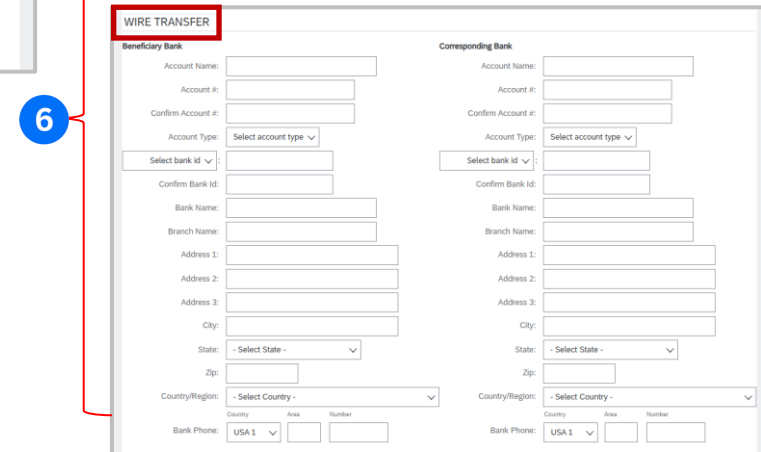 WIRE TRANSFER
Beneficiary Bank Corresponding Bank
Account Name: Account Name:
Account #: Account #:
6
Confirm Account #: Confirm Account #:
Account Type: Select account type Account Type: Select account type
Select bank id : Select bank id :
Confirm Bank Id: Confirm Bank Id:
Bank Name: Bank Name:
Branch Name: Branch Name:
Address 1: Address 1:
Address 2: Address 2:
Address 3: Address 3:
City: City:
State: - Select State - State: - Select State -
Zip: Zip:
Country/Region: - Select Country - Country/Region: - Select Country -
Country Area Number Country Area Number
Bank Phone: USA 1 Bank Phone: USA 1